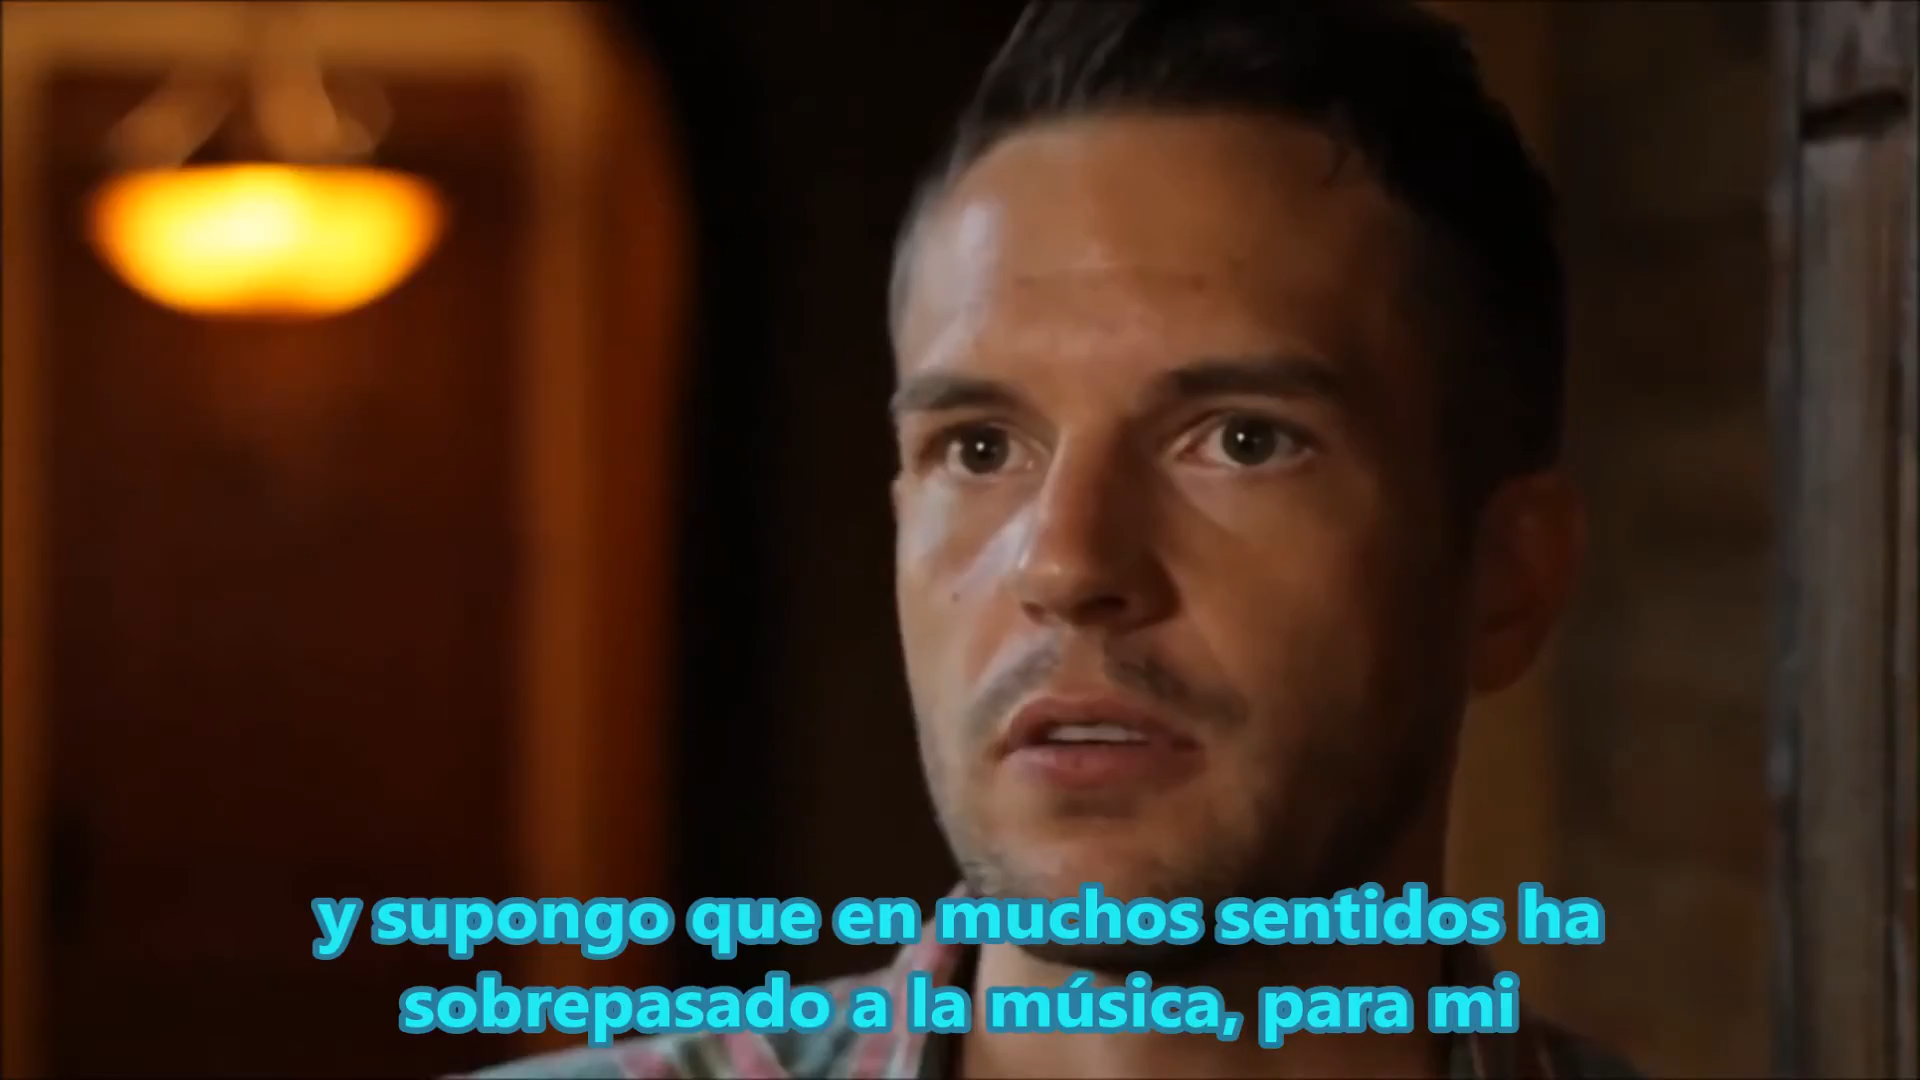 y supongo que en muchos sentidos ha
sobrepasado a la música, para mi